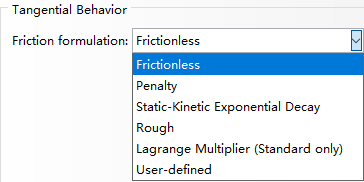 Tangential Behavior
Friction formulation: Frictionless
Frictionless
Penalty
Static-Kinetic Exponential Decay
Rough
Lagrange Multiplier (Standard only)
User-defined